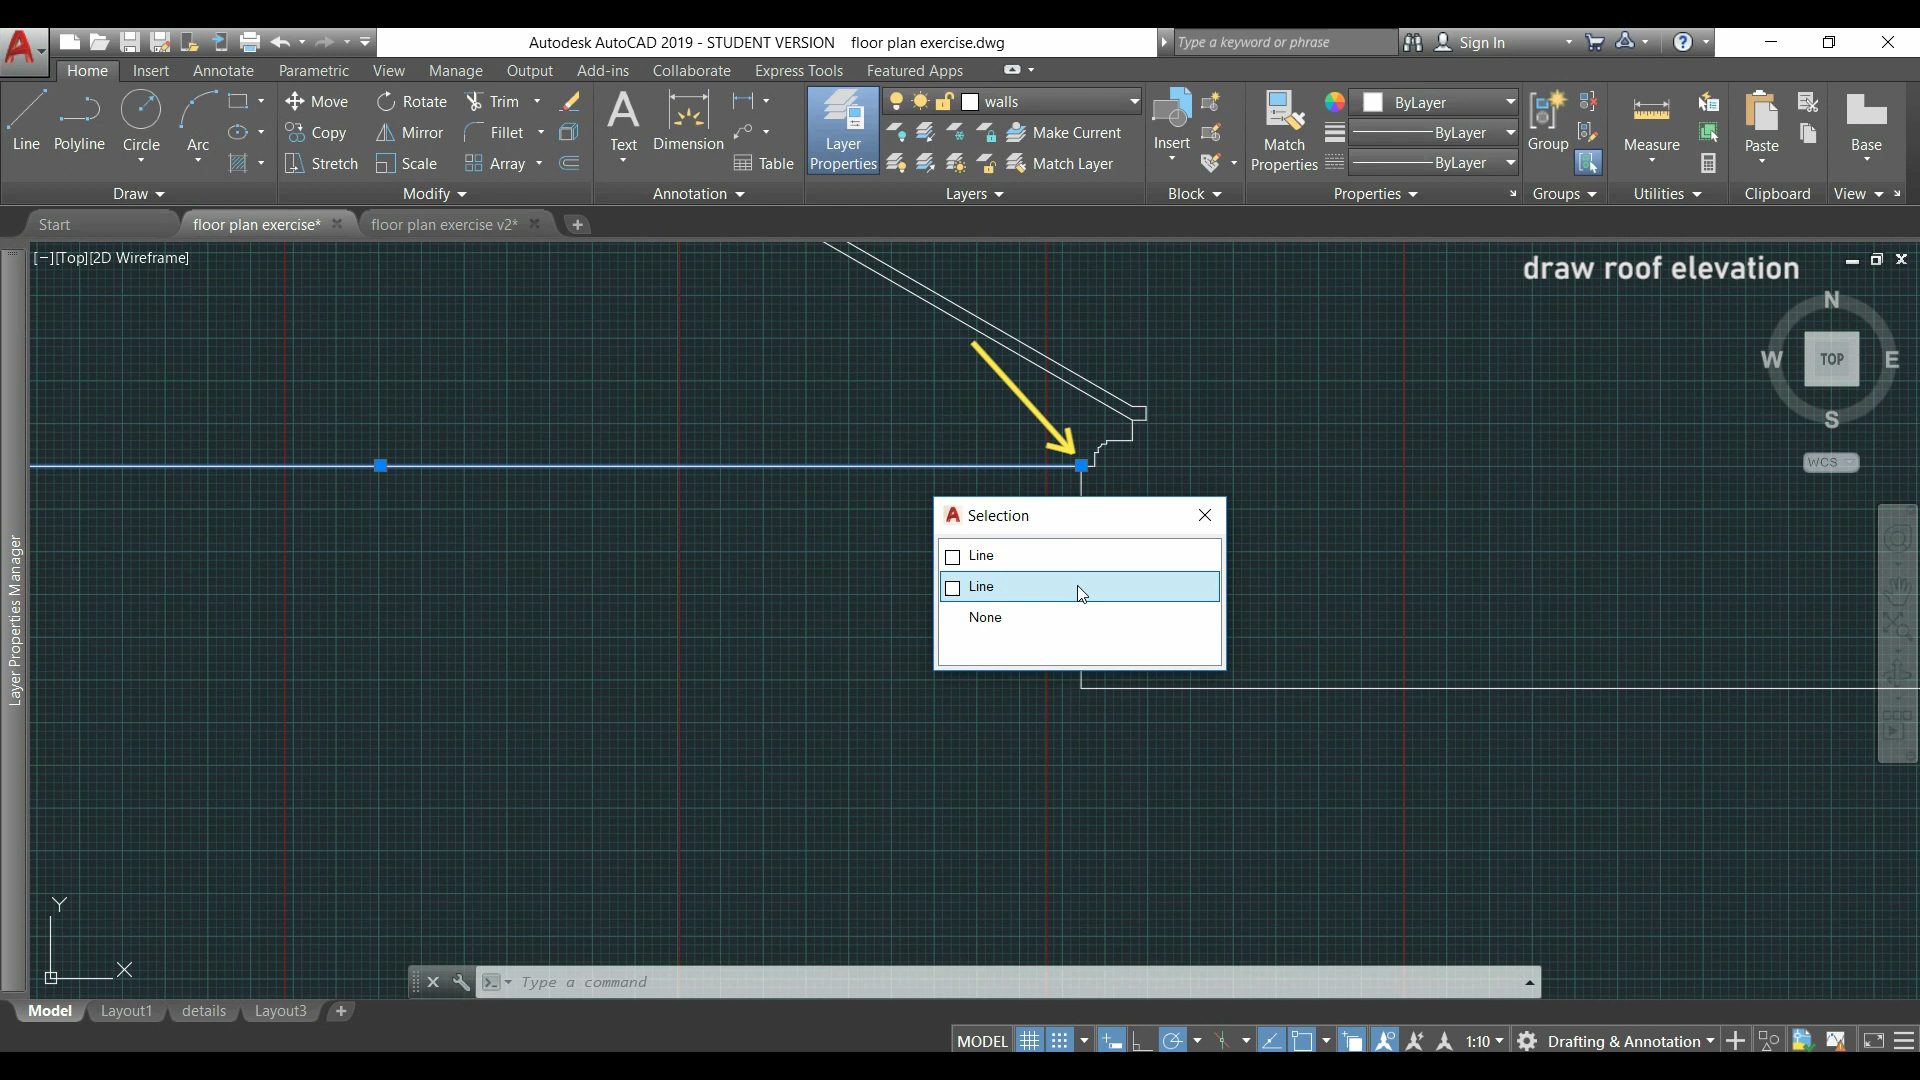 Autodesk AutoCAD 2019 - STUDENT VERSION floor plan exercise.dwg
Type a keyword or phrase
Sign In
Home Insert Annotate Parametric View Manage Output Add-ins Collaborate Express Tools Featured Apps
Line Polyline Circle Arc
Move Rotate Trim
Copy Mirror Fillet
Stretch Scale Array
Text Dimension Table
Layer Properties
walls
Make Current
Match Layer
Insert
Match Properties
ByLayer
ByLayer
ByLayer
Group
Measure
Paste
Base
Draw Modify Annotation Layers Block Properties Groups Utilities Clipboard View
Start floor plan exercise* floor plan exercise v2*
[−][Top][2D Wireframe]
draw roof elevation
N
W TOP E
S
WCS
Layer Properties Manager
Selection
Line
Line
None
Y
X
Type a command
Model Layout1 details Layout3
MODEL 1:10 Drafting & Annotation